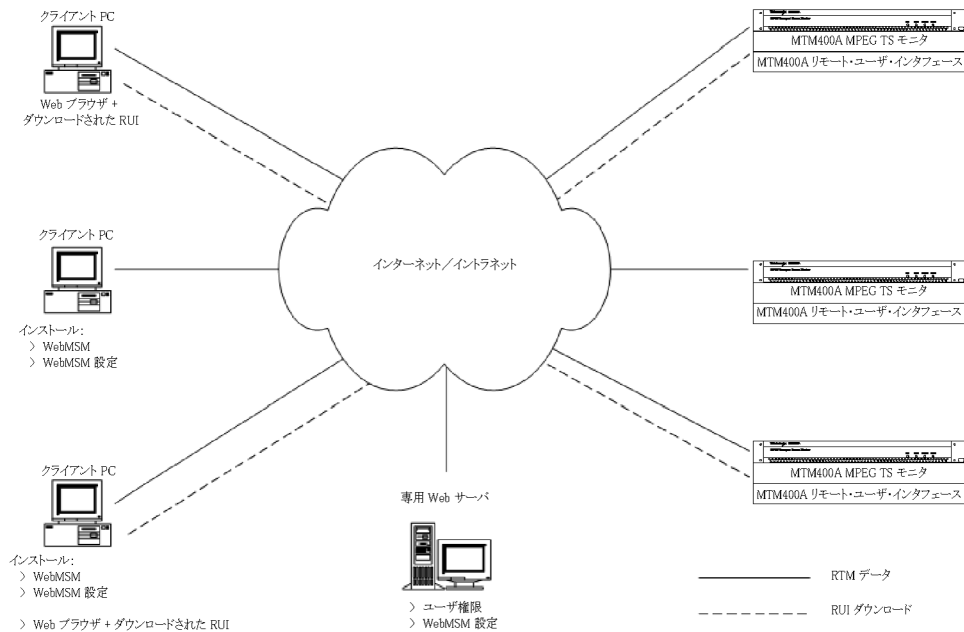 クライアント PC
Web ブラウザ +
ダウンロードされた RUI
MTM400A MPEG TS モニタ
MTM400A リモート・ユーザ・インタフェース
クライアント PC
インストール:
〉 WebMSM
〉 WebMSM 設定
インターネット／イントラネット
MTM400A MPEG TS モニタ
MTM400A リモート・ユーザ・インタフェース
クライアント PC
インストール:
〉 WebMSM
〉 WebMSM 設定
〉 Web ブラウザ + ダウンロードされた RUI
専用 Web サーバ
〉 ユーザ権限
〉 WebMSM 設定
MTM400A MPEG TS モニタ
MTM400A リモート・ユーザ・インタフェース
RTM データ
RUI ダウンロード